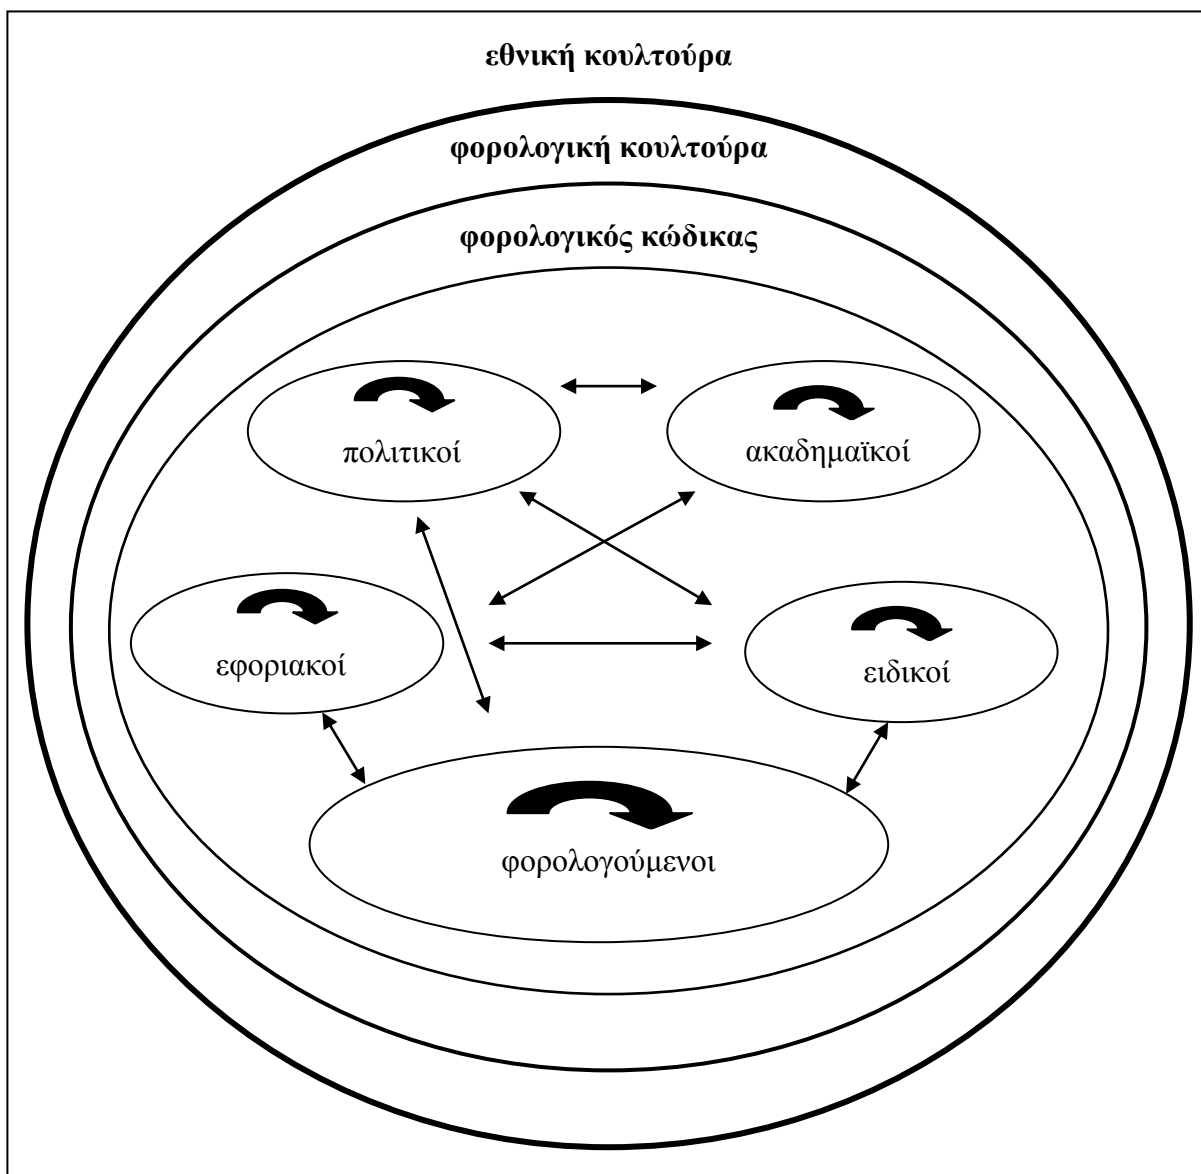 εθνική κουλτούρα
φορολογική κουλτούρα
φορολογικός κώδικας
πολιτικοί
ακαδημαϊκοί
εφοριακοί
ειδικοί
φορολογούμενοι